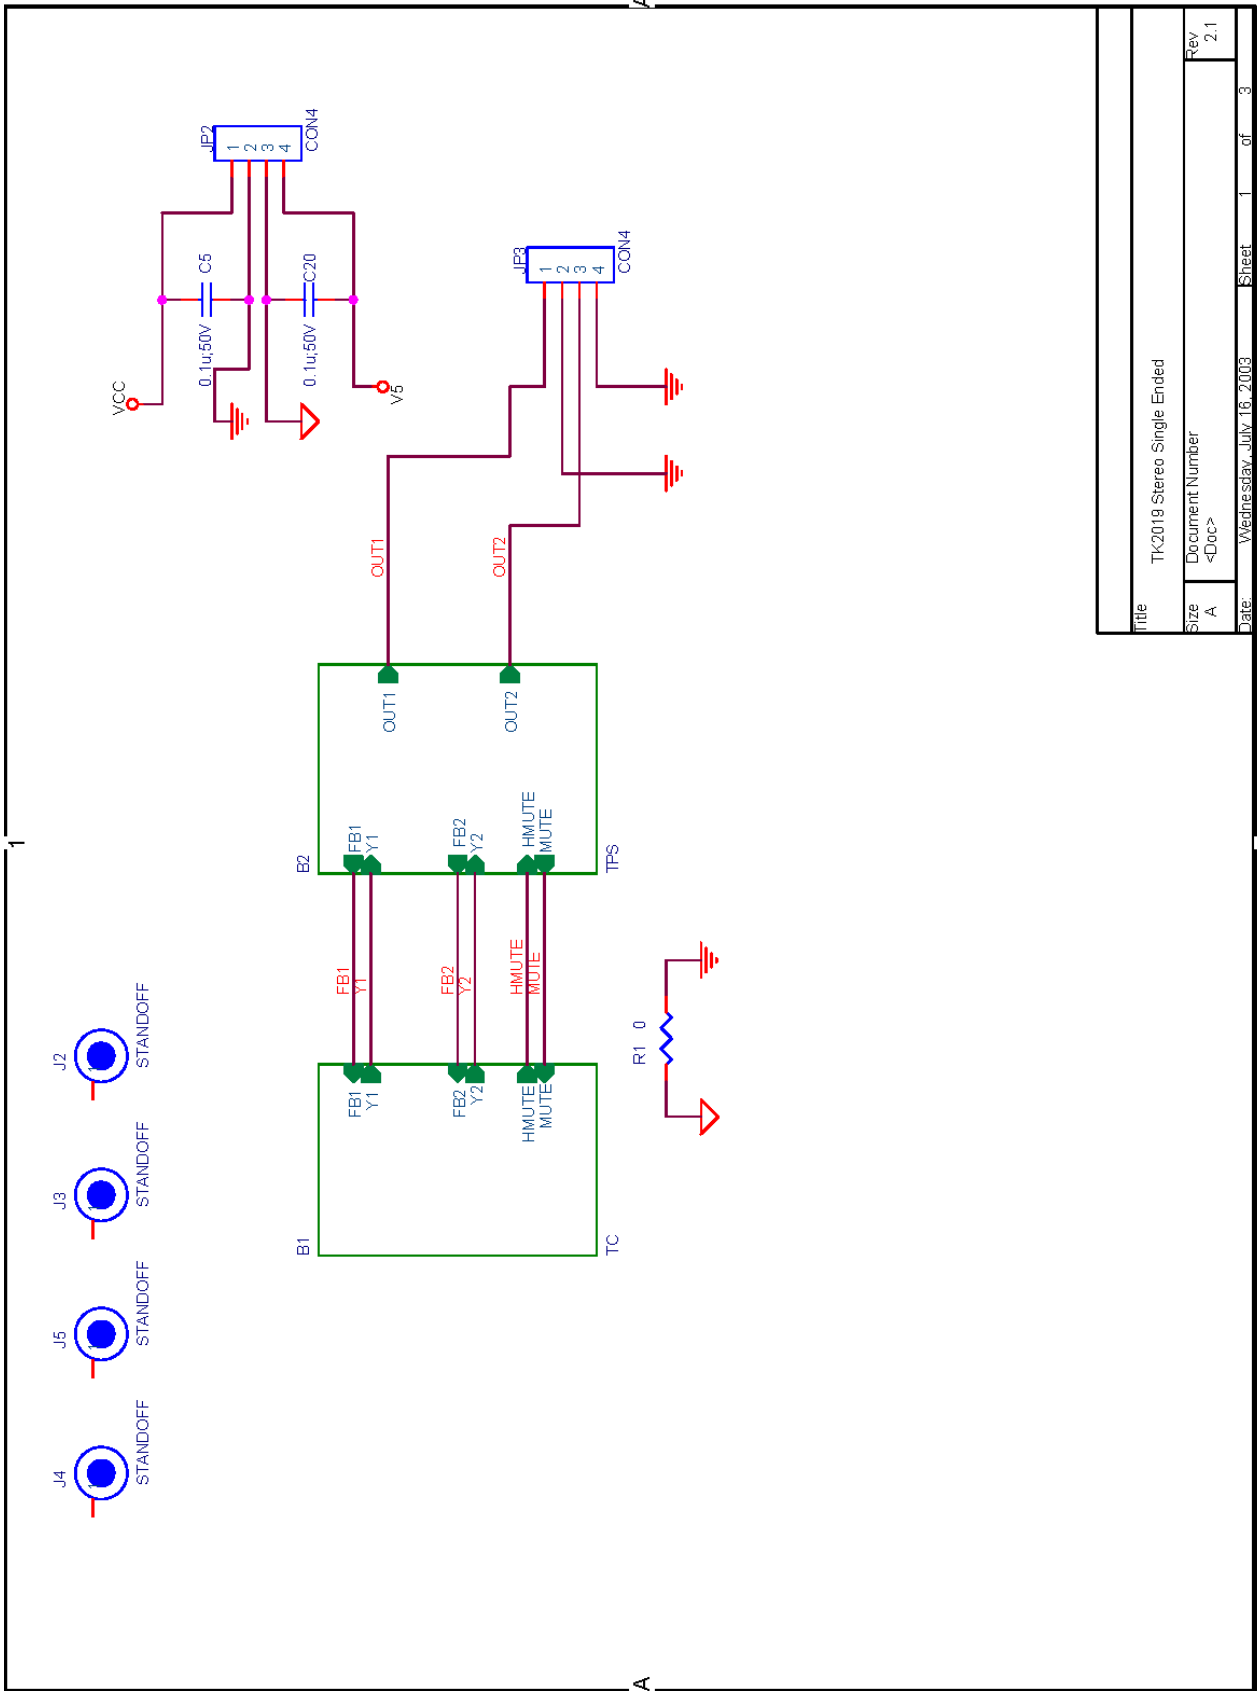 1
A
A
J4
1
STANDOFF
J5
1
STANDOFF
J3
1
STANDOFF
J2
1
STANDOFF
VCC
0.1u;50V
C5
0.1u;50V
C20
V5
JP2
1
2
3
4
CON4
B1
FB1
Y1
FB2
Y2
HMUTE
MUTE
TC
FB1
Y1
FB2
Y2
HMUTE
MUTE
B2
FB1
Y1
FB2
Y2
HMUTE
MUTE
OUT1
OUT2
TPS
OUT1
OUT2
JP3
1
2
3
4
CON4
R1 0
Title
TK2019 Stereo Single Ended
Size
A
Document Number
<Doc>
Rev
2.1
Date: Wednesday, July 16, 2003 Sheet 1 of 3